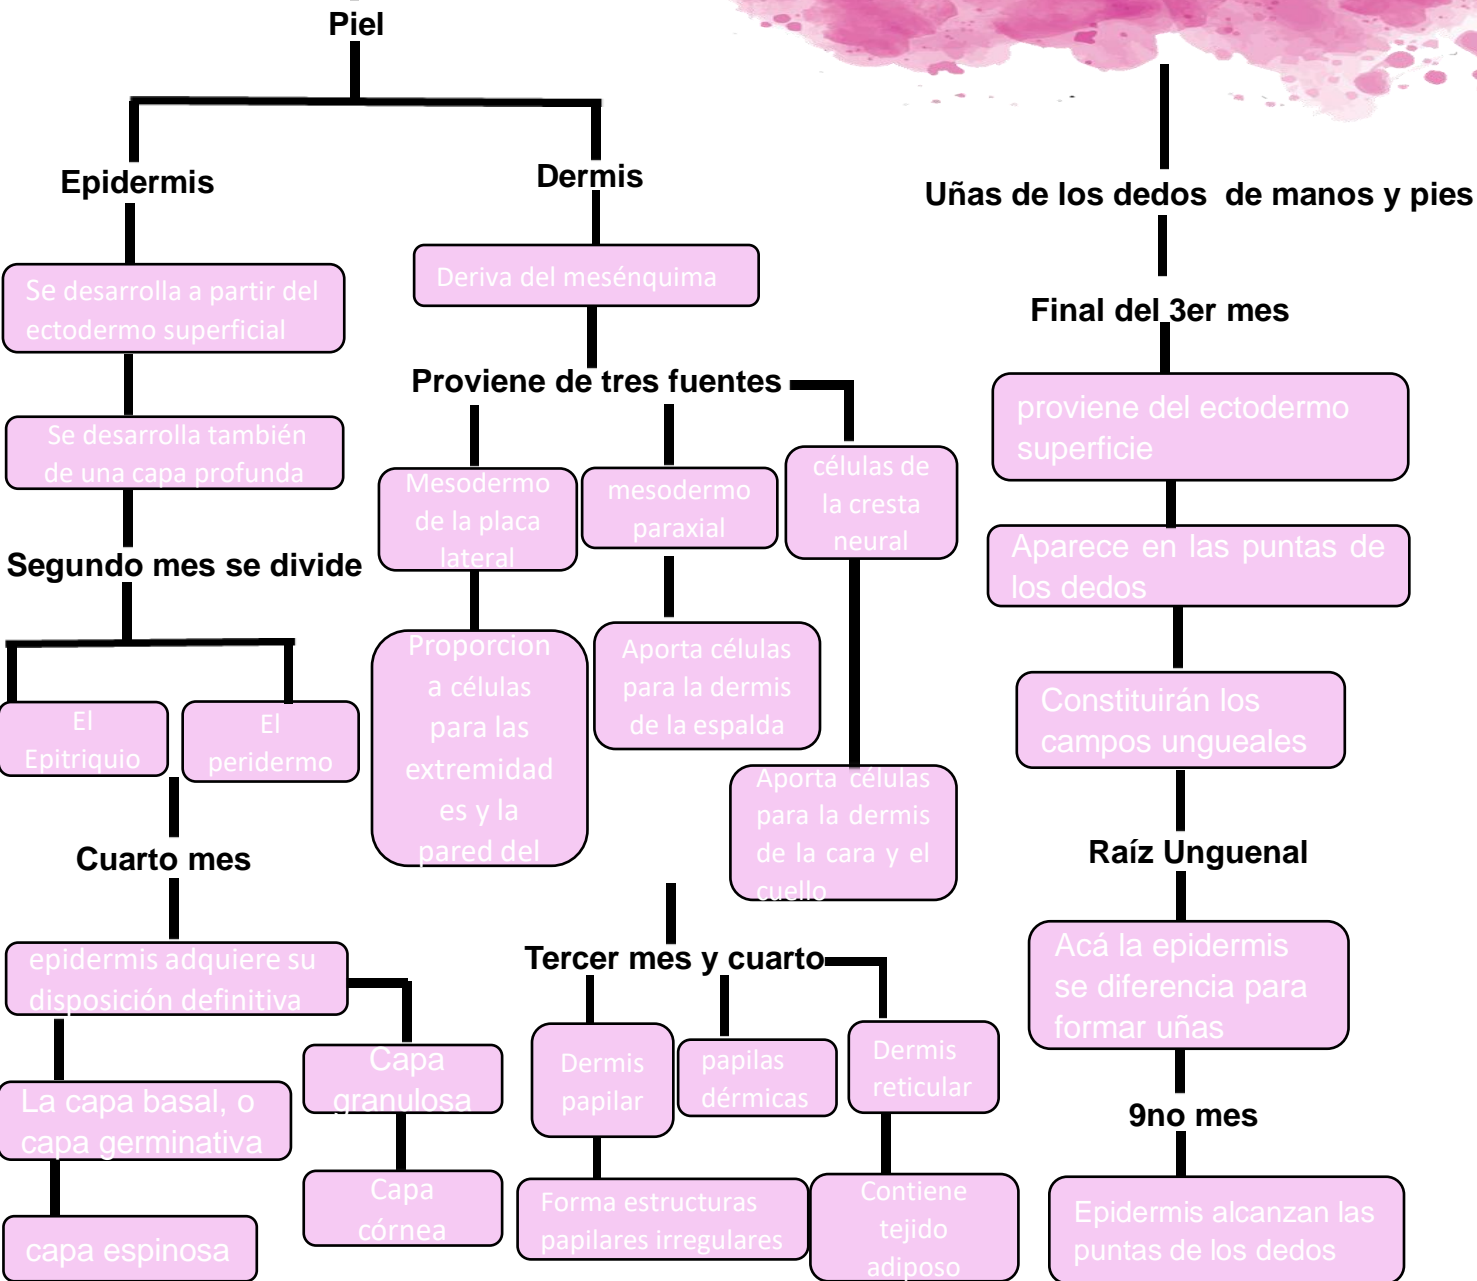 Piel
Epidermis
Se desarrolla a partir del
ectodermo superficial
Se desarrolla también
de una capa profunda
Segundo mes se divide
El
Epitriquio
El
peridermo
Cuarto mes
epidermis adquiere su
disposición definitiva
La capa basal, o
capa germinativa
capa espinosa
Capa
granulosa
Capa
córnea
Dermis
Deriva del mesénquima
Proviene de tres fuentes
Mesodermo
de la placa
lateral
Proporcion
a células
para las
extremidad
es y la
pared del
mesodermo
paraxial
Aporta células
para la dermis
de la espalda
células de
la cresta
neural
Aporta células
para la dermis
de la cara y el
cuello
Tercer mes y cuarto
Dermis
papilar
Forma estructuras
papilares irregulares
papilas
dérmicas
Dermis
reticular
Contiene
tejido
adiposo
Uñas de los dedos de manos y pies
Final del 3er mes
proviene del ectodermo
superficie
Aparece en las puntas de
los dedos
Constituirán los
campos ungueales
Raíz Unguenal
Acá la epidermis
se diferencia para
formar uñas
9no mes
Epidermis alcanzan las
puntas de los dedos